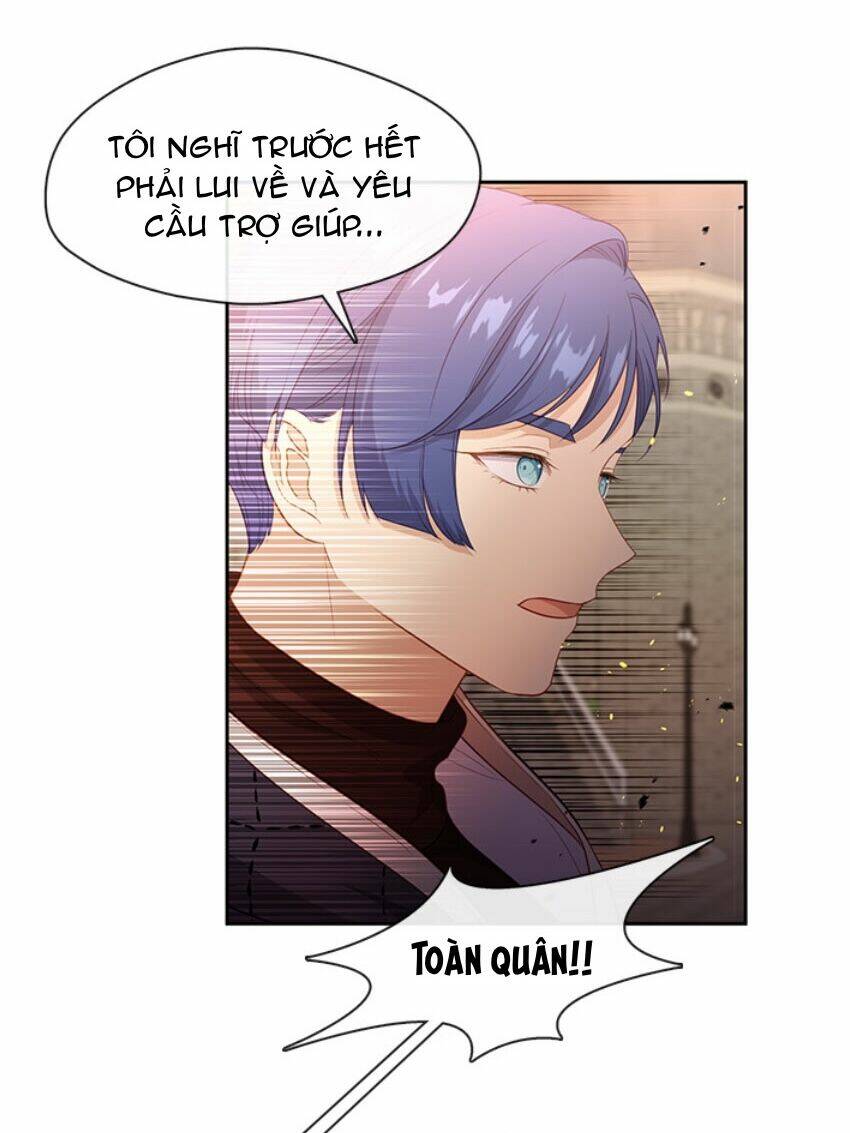 TÔI NGHĨ TRƯỚC HẾT
PHẢI LUI VỀ VÀ YÊU
CẦU TRỢ GIÚP...
TOÀN QUÂN!!